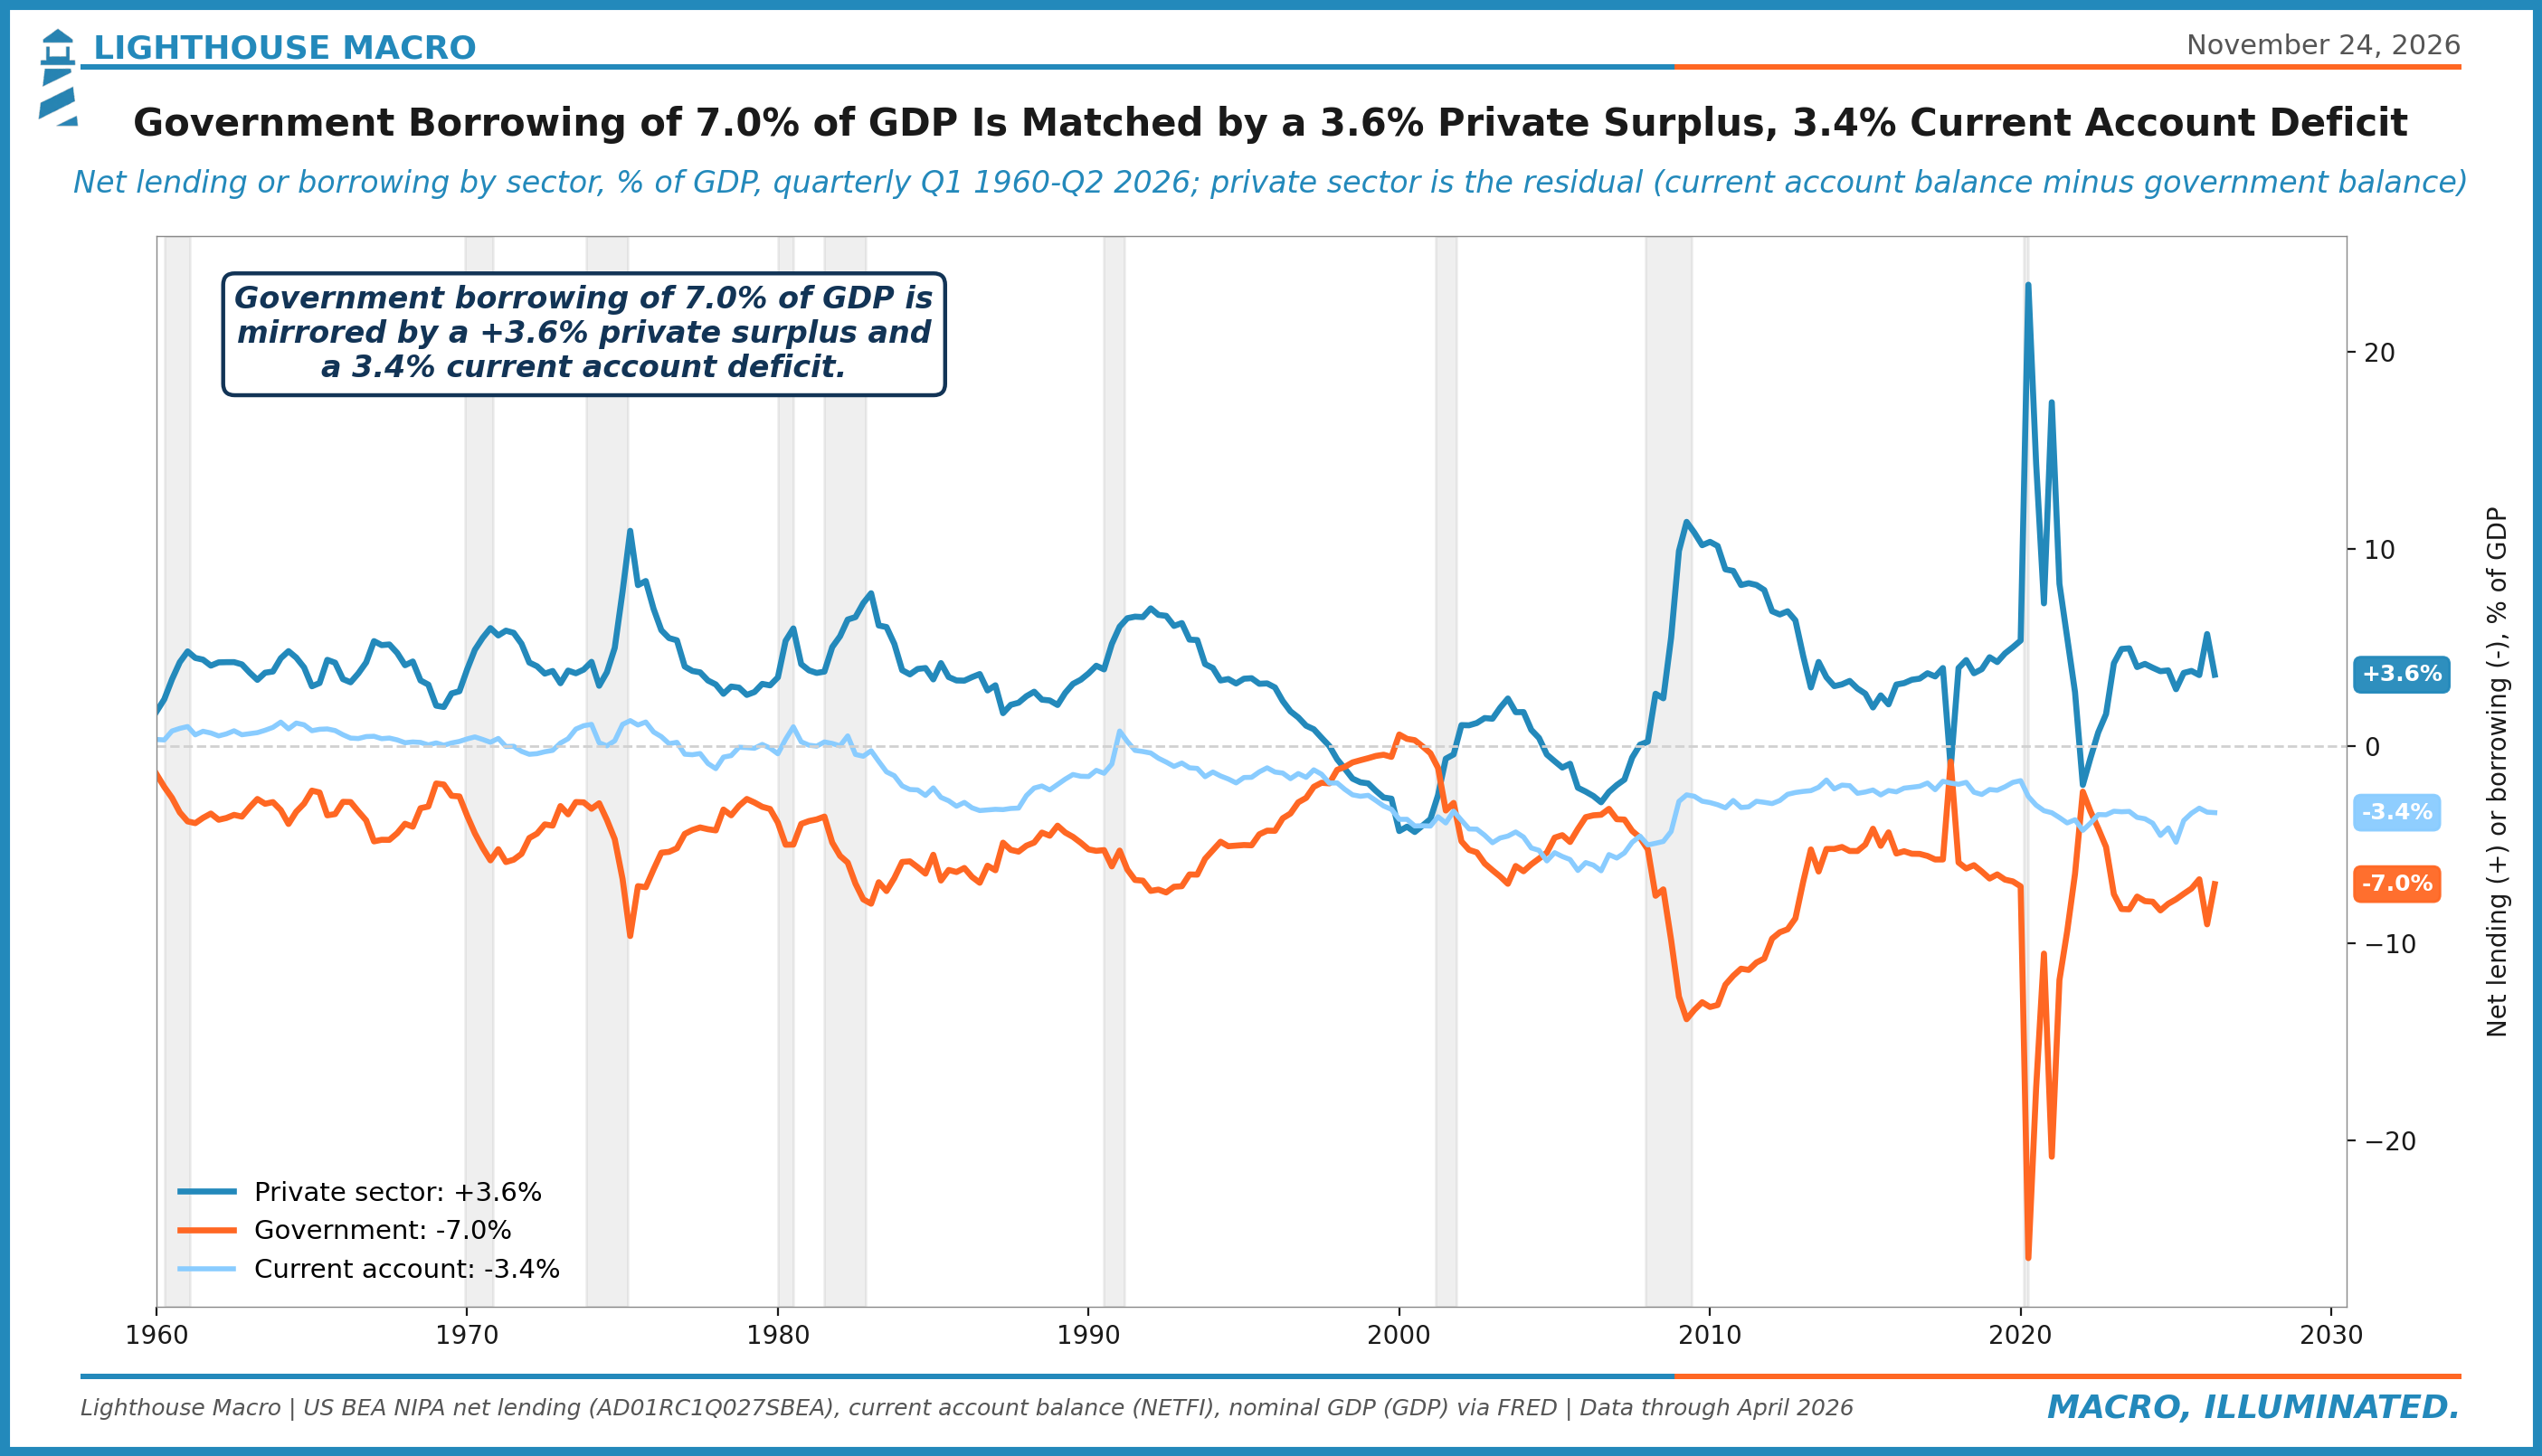 LIGHTHOUSE MACRO
November 24, 2026
Government Borrowing of 7.0% of GDP Is Matched by a 3.6% Private Surplus, 3.4% Current Account Deficit
Net lending or borrowing by sector, % of GDP, quarterly Q1 1960-Q2 2026; private sector is the residual (current account balance minus government balance)
Government borrowing of 7.0% of GDP is
mirrored by a +3.6% private surplus and
a 3.4% current account deficit.
20
10
0
−10
−20
+3.6%
-3.4%
-7.0%
Net lending (+) or borrowing (-), % of GDP
Private sector: +3.6%
Government: -7.0%
Current account: -3.4%
1960
1970
1980
1990
2000
2010
2020
2030
Lighthouse Macro | US BEA NIPA net lending (AD01RC1Q027SBEA), current account balance (NETFI), nominal GDP (GDP) via FRED | Data through April 2026
MACRO, ILLUMINATED.